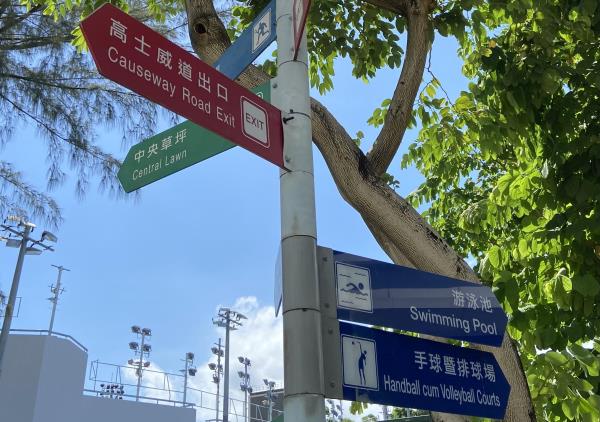 高士威道出口
Causeway Road Exit
EXIT
中央草坪
Central Lawn
游泳池
Swimming Pool
手球暨排球場
Handball cum Volleyball Courts